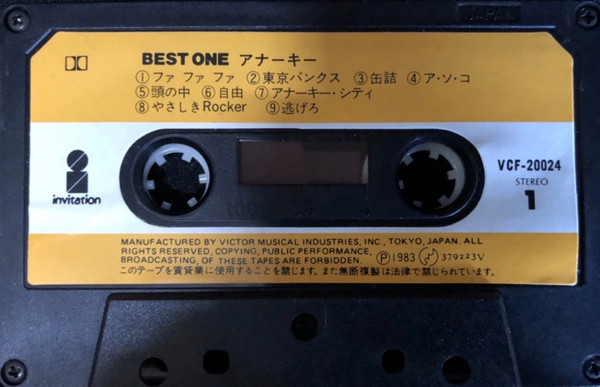 JAPAN
BEST ONE アナーキー
① ファ ファ ファ ② 東京バンクス ③ 缶詰 ④ ア・ソ・コ
⑤ 頭の中 ⑥ 自由 ⑦ アナーキー・シティ
⑧ やさしきRocker ⑨ 逃げろ
invitation
VCF-20024
STEREO
1
100 50
MANUFACTURED BY VICTOR MUSICAL INDUSTRIES, INC., TOKYO, JAPAN. ALL
RIGHTS RESERVED, COPYING, PUBLIC PERFORMANCE,
BROADCASTING, OF THESE TAPES ARE FORBIDDEN.
Ⓟ1983 379223V
このテープを賃貸業に使用することを禁じます。また無断複製は法律で禁じられています。